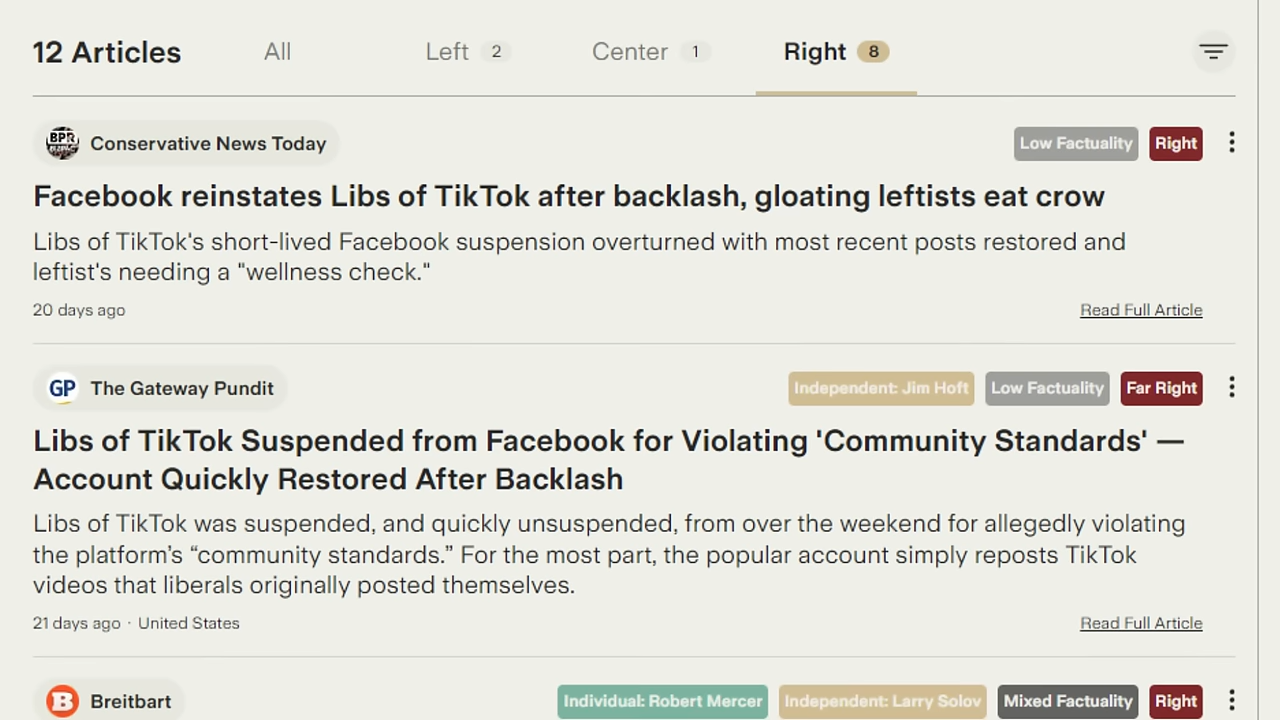 12 Articles All Left 2 Center 1 Right 8
BPR Conservative News Today Low Factuality Right
Facebook reinstates Libs of TikTok after backlash, gloating leftists eat crow
Libs of TikTok's short-lived Facebook suspension overturned with most recent posts restored and
leftist's needing a "wellness check."
20 days ago Read Full Article
GP The Gateway Pundit Independent: Jim Hoft Low Factuality Far Right
Libs of TikTok Suspended from Facebook for Violating 'Community Standards' —
Account Quickly Restored After Backlash
Libs of TikTok was suspended, and quickly unsuspended, from over the weekend for allegedly violating
the platform’s “community standards.” For the most part, the popular account simply reposts TikTok
videos that liberals originally posted themselves.
21 days ago · United States Read Full Article
B Breitbart Individual: Robert Mercer Independent: Larry Solov Mixed Factuality Right